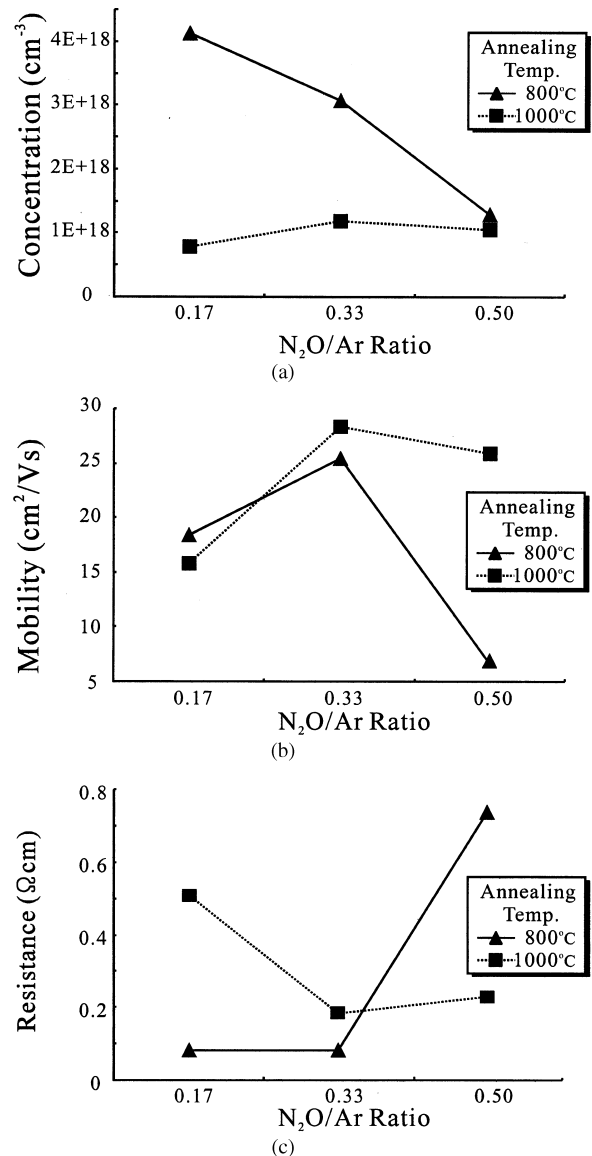 Concentration (cm⁻³)
4E+18
3E+18
2E+18
1E+18
0
Annealing
Temp.
800°C
1000°C
0.17 0.33 0.50
N₂O/Ar Ratio
(a)
Mobility (cm²/Vs)
30
25
20
15
10
5
Annealing
Temp.
800°C
1000°C
0.17 0.33 0.50
N₂O/Ar Ratio
(b)
Resistance (Ωcm)
0.8
0.6
0.4
0.2
0
Annealing
Temp.
800°C
1000°C
0.17 0.33 0.50
N₂O/Ar Ratio
(c)